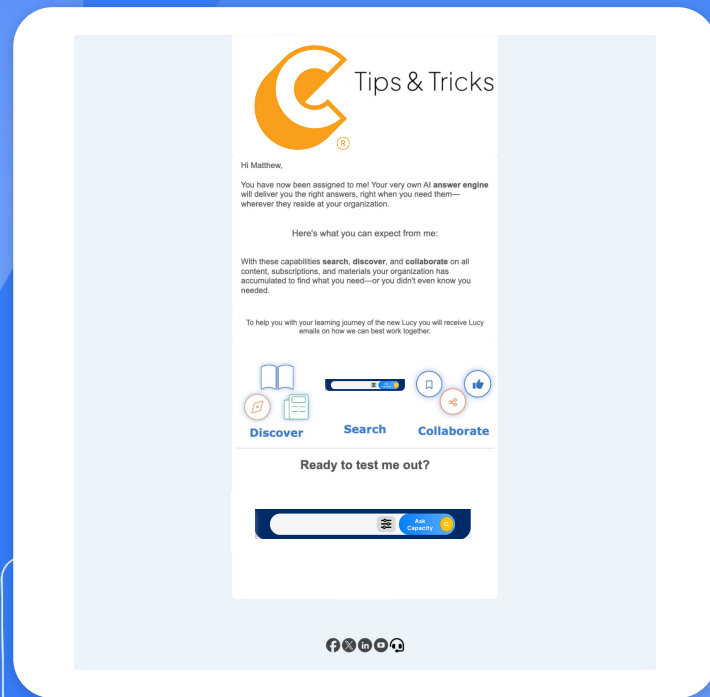 Tips & Tricks
®
Hi Matthew,
You have now been assigned to me! Your very own AI answer engine
will deliver you the right answers, right when you need them—
wherever they reside at your organization.
Here's what you can expect from me:
With these capabilities search, discover, and collaborate on all
content, subscriptions, and materials your organization has
accumulated to find what you need—or you didn't even know you
needed.
To help you with your learning journey of the new Lucy you will receive Lucy
emails on how we can best work together.
Discover
Search
Collaborate
Ready to test me out?
Ask
Capacity